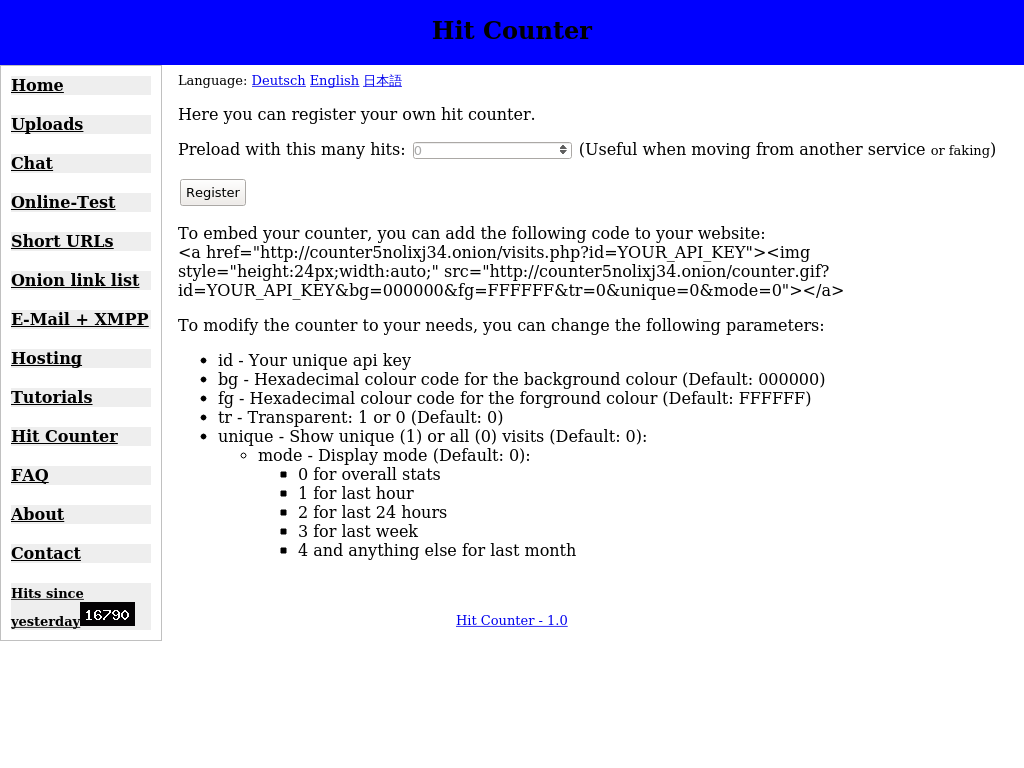 Hit Counter
Home
Uploads
Chat
Online-Test
Short URLs
Onion link list
E-Mail + XMPP
Hosting
Tutorials
Hit Counter
FAQ
About
Contact
Hits since
yesterday 16790
Language: Deutsch English 日本語
Here you can register your own hit counter.
Preload with this many hits: 0 (Useful when moving from another service or faking)
Register
To embed your counter, you can add the following code to your website:
<a href="http://counter5nolixj34.onion/visits.php?id=YOUR_API_KEY"><img
style="height:24px;width:auto;" src="http://counter5nolixj34.onion/counter.gif?
id=YOUR_API_KEY&bg=000000&fg=FFFFFF&tr=0&unique=0&mode=0"></a>
To modify the counter to your needs, you can change the following parameters:
id - Your unique api key
bg - Hexadecimal colour code for the background colour (Default: 000000)
fg - Hexadecimal colour code for the forground colour (Default: FFFFFF)
tr - Transparent: 1 or 0 (Default: 0)
unique - Show unique (1) or all (0) visits (Default: 0):
mode - Display mode (Default: 0):
0 for overall stats
1 for last hour
2 for last 24 hours
3 for last week
4 and anything else for last month
Hit Counter - 1.0